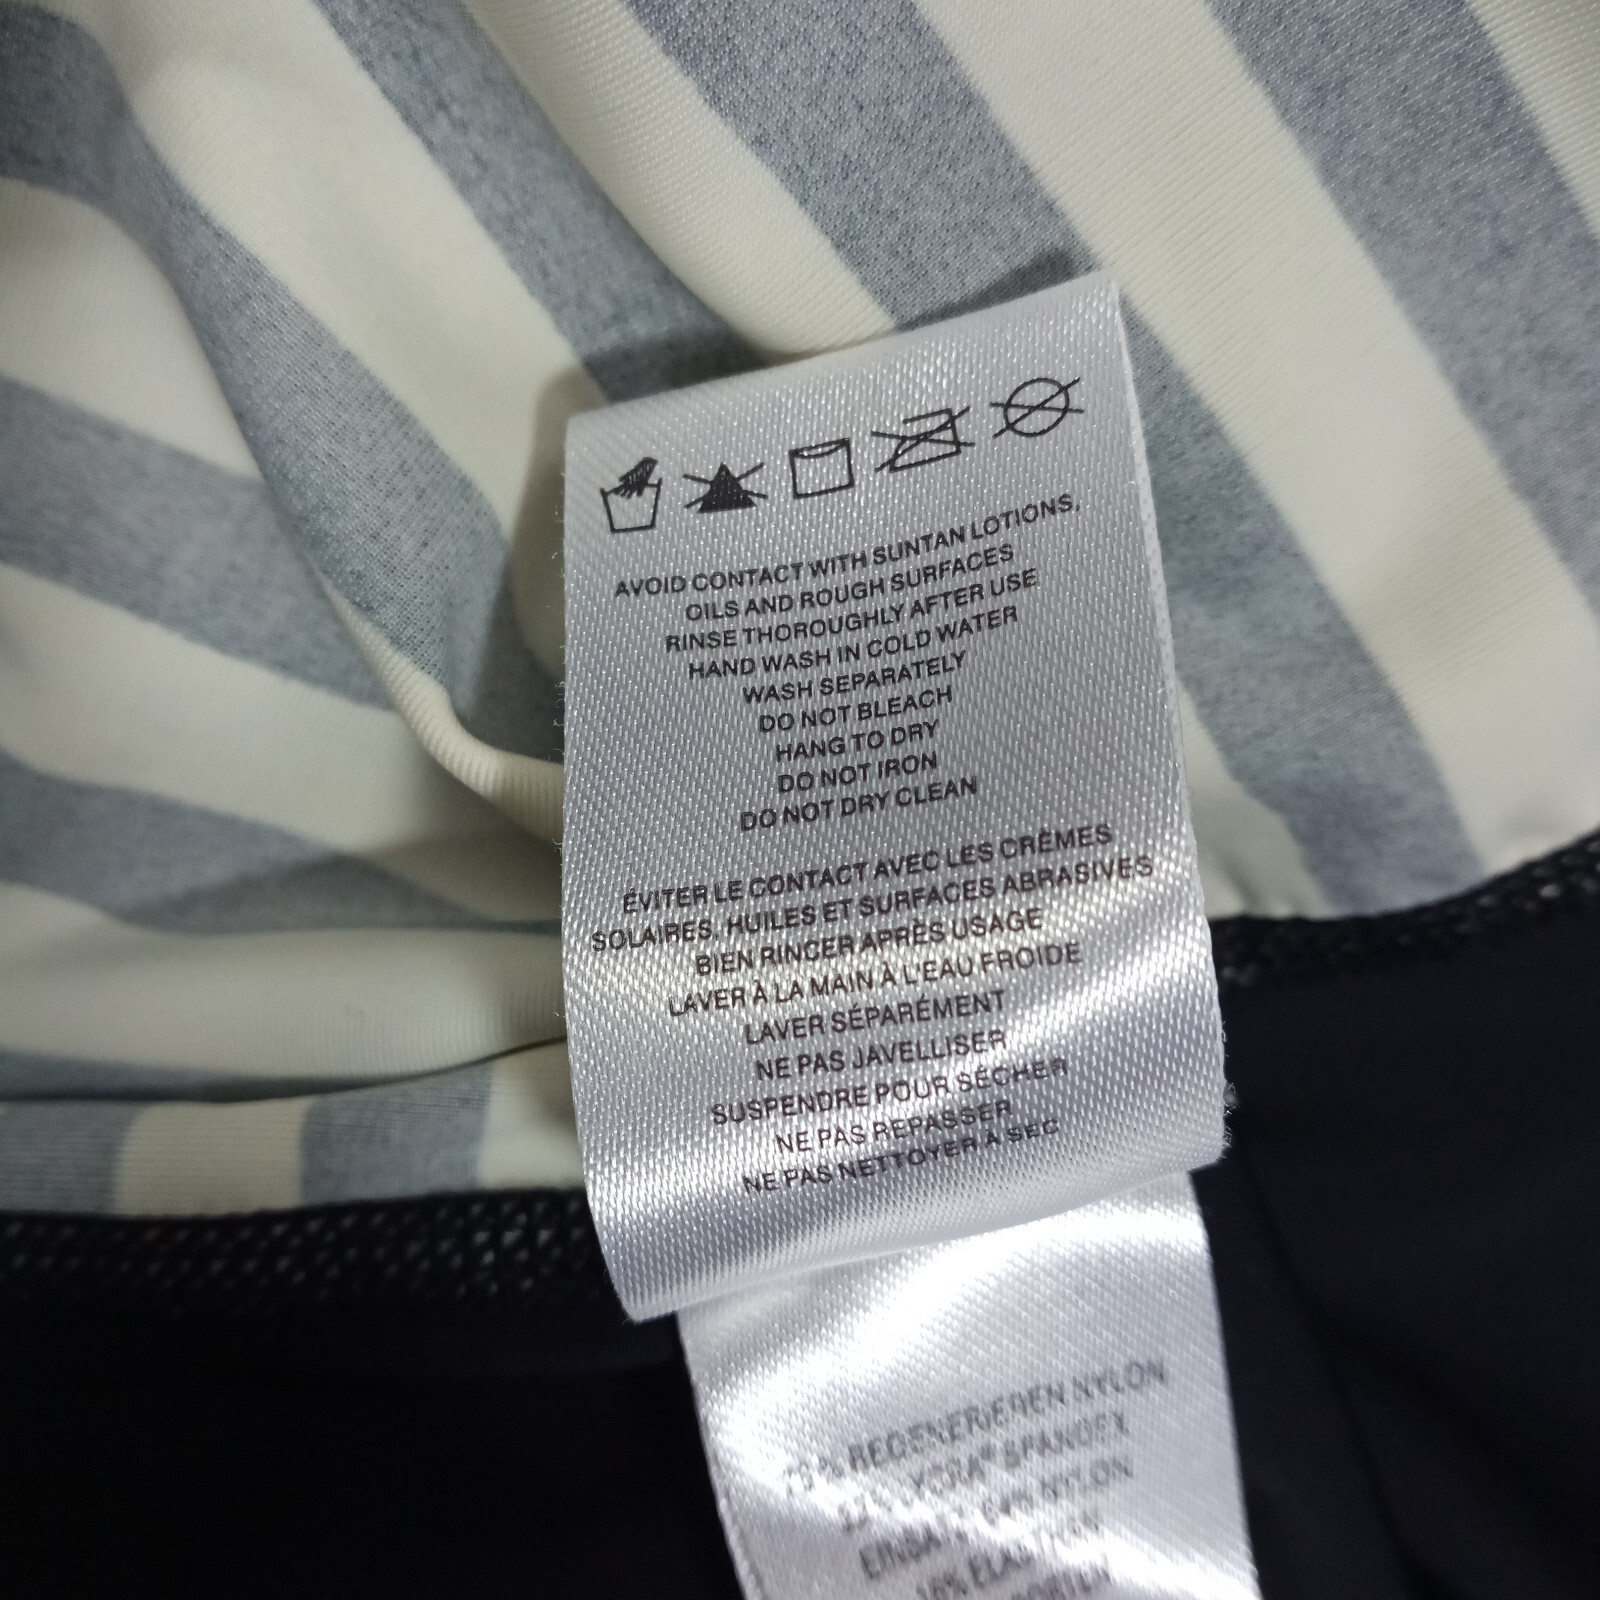 AVOID CONTACT WITH SUNTAN LOTIONS,
OILS AND ROUGH SURFACES
RINSE THOROUGHLY AFTER USE
HAND WASH IN COLD WATER
WASH SEPARATELY
DO NOT BLEACH
HANG TO DRY
DO NOT IRON
DO NOT DRY CLEAN
ÉVITER LE CONTACT AVEC LES CRÈMES
SOLAIRES, HUILES ET SURFACES ABRASIVES
BIEN RINCER APRÈS USAGE
LAVER À LA MAIN À L'EAU FROIDE
LAVER SÉPARÉMENT
NE PAS JAVELLISER
SUSPENDRE POUR SÉCHER
NE PAS REPASSER
NE PAS NETTOYER À SEC
REGENERIEREN NYLON
SPANDEX
NYLON